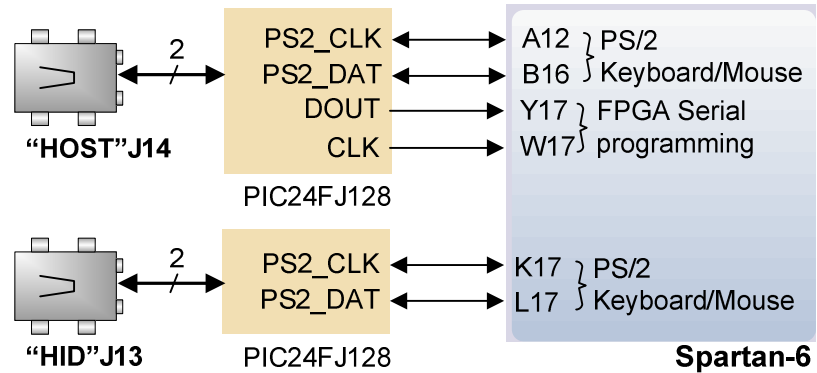 2 PS2_CLK A12 PS/2
PS2_DAT B16 Keyboard/Mouse
DOUT Y17 FPGA Serial
“HOST”J14 CLK W17 programming
PIC24FJ128
2 PS2_CLK K17 PS/2
PS2_DAT L17 Keyboard/Mouse
“HID”J13 PIC24FJ128 Spartan-6